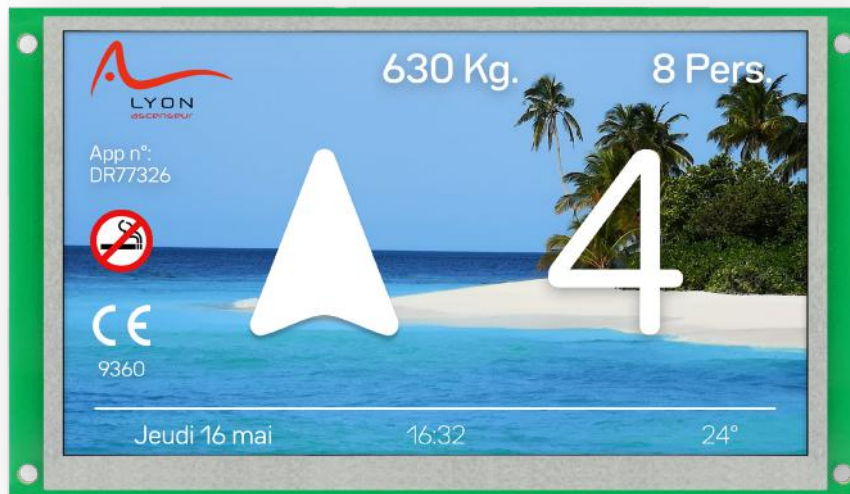 LYON
ascenseur
630 Kg.
8 Pers.
App n°:
DR77326
4
CE
9360
Jeudi 16 mai
16:32
24°